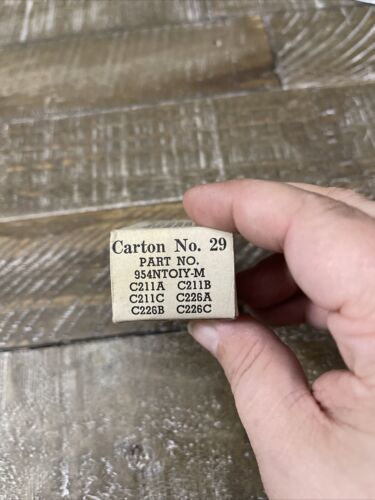 Carton No. 29
PART NO.
954NTOIY-M
C211A C211B
C211C C226A
C226B C226C